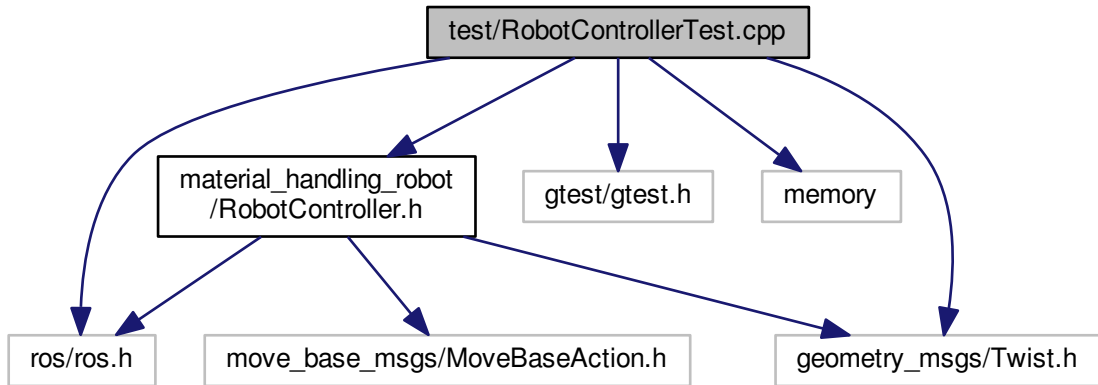 test/RobotControllerTest.cpp
material_handling_robot
/RobotController.h
gtest/gtest.h
memory
ros/ros.h
move_base_msgs/MoveBaseAction.h
geometry_msgs/Twist.h